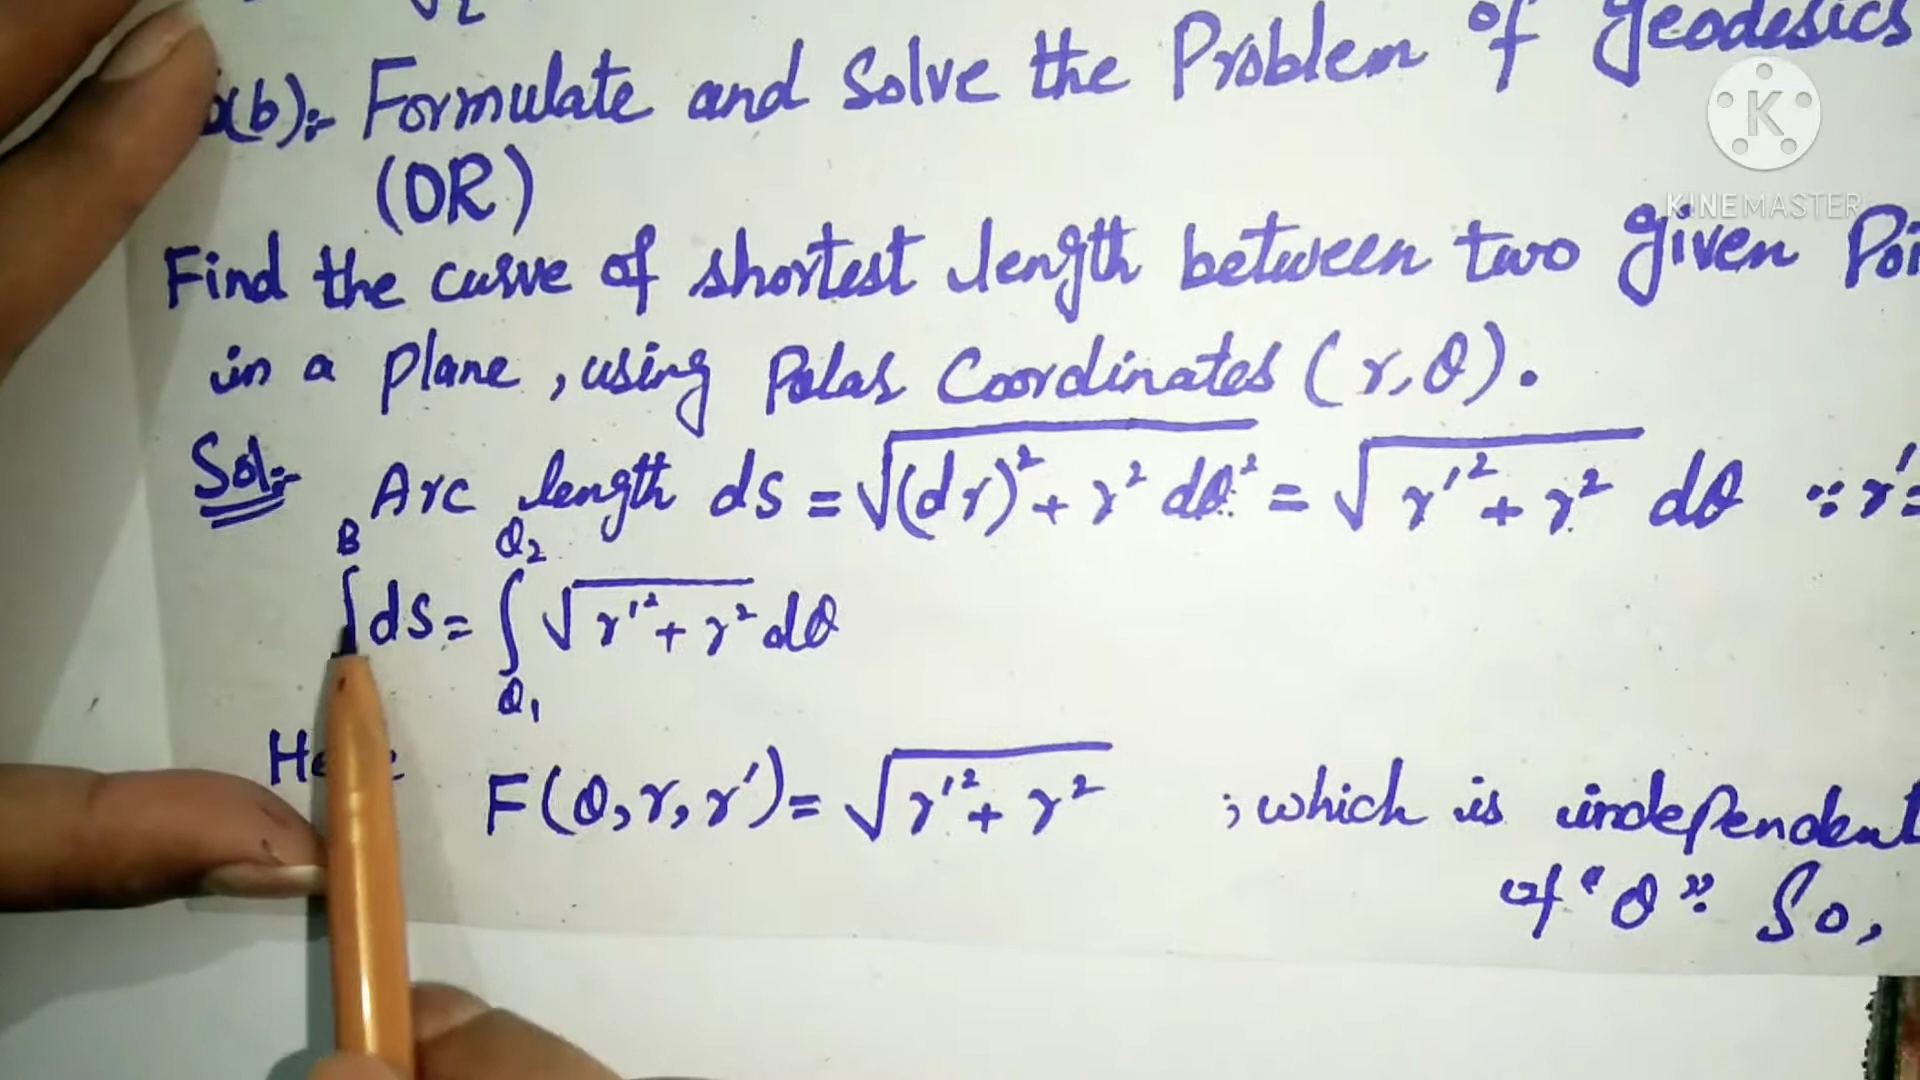 (b):- Formulate and Solve the Problem of geodesics
(OR)
Find the curve of shortest length between two given Poi
in a plane, using Polar Coordinates (r, θ).
Sol:- Arc length ds = √((dr)² + r² dθ²) = √(r'² + r²) dθ ∵ r' =
∫ᴮ ds = ∫_θ₁^θ₂ √(r'² + r²) dθ
F(θ, r, r') = √(r'² + r²) ; which is independent
of "θ". So,
K
KINEMASTER